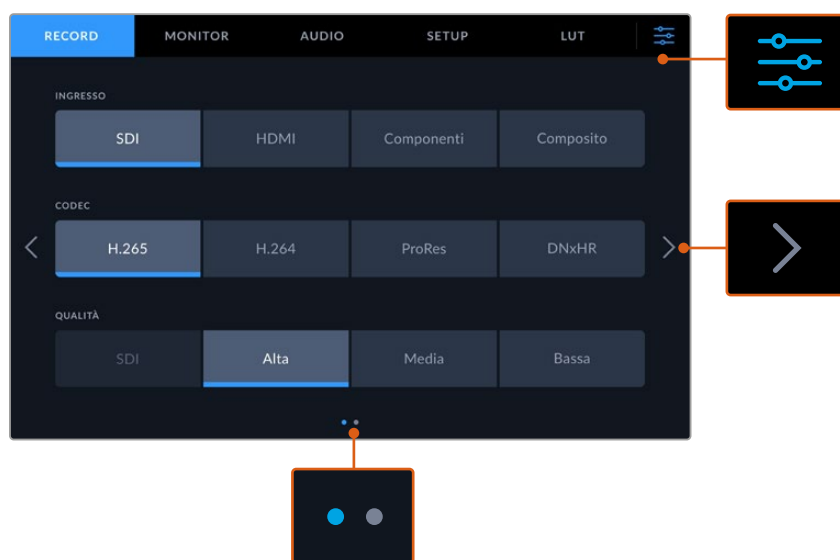 RECORD MONITOR AUDIO SETUP LUT
INGRESSO
SDI HDMI Componenti Composito
CODEC
H.265 H.264 ProRes DNxHR
QUALITÀ
SDI Alta Media Bassa